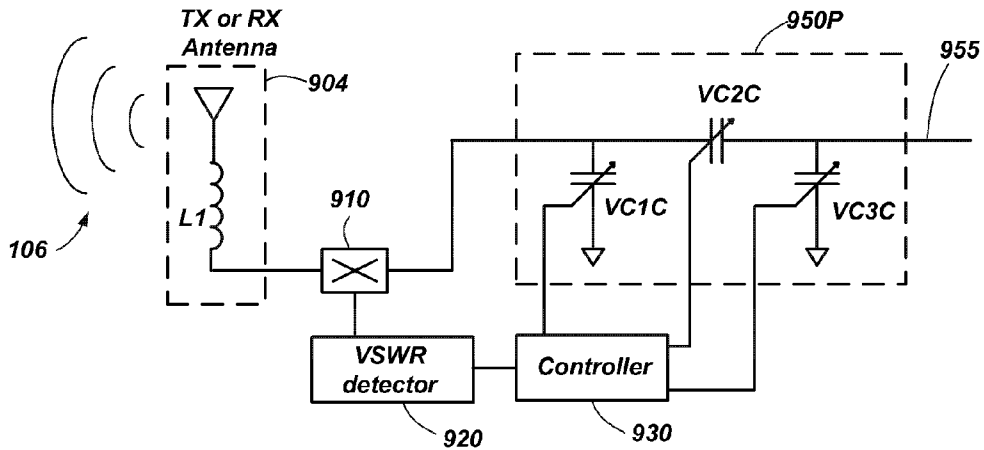 TX or RX
Antenna
904
950P
955
VC2C
L1
910
VC1C
VC3C
106
VSWR
detector
Controller
920
930